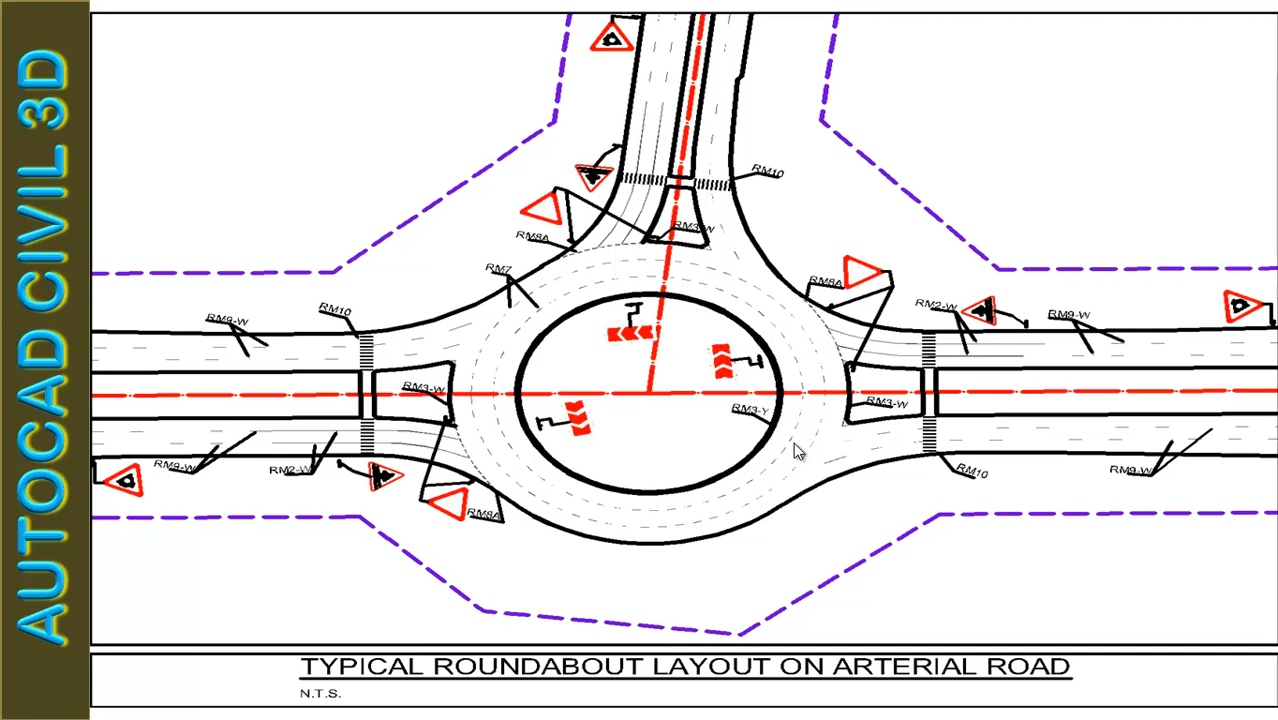 AUTOCAD CIVIL 3D
RM10
RM3-W
RM8A
RM7
RM8A
RM10
RM9-W
RM2-W
RM9-W
RM3-W
RM3-W
RM3-Y
RM9-W
RM2-W
RM10
RM9-W
RM8A
TYPICAL ROUNDABOUT LAYOUT ON ARTERIAL ROAD
N.T.S.